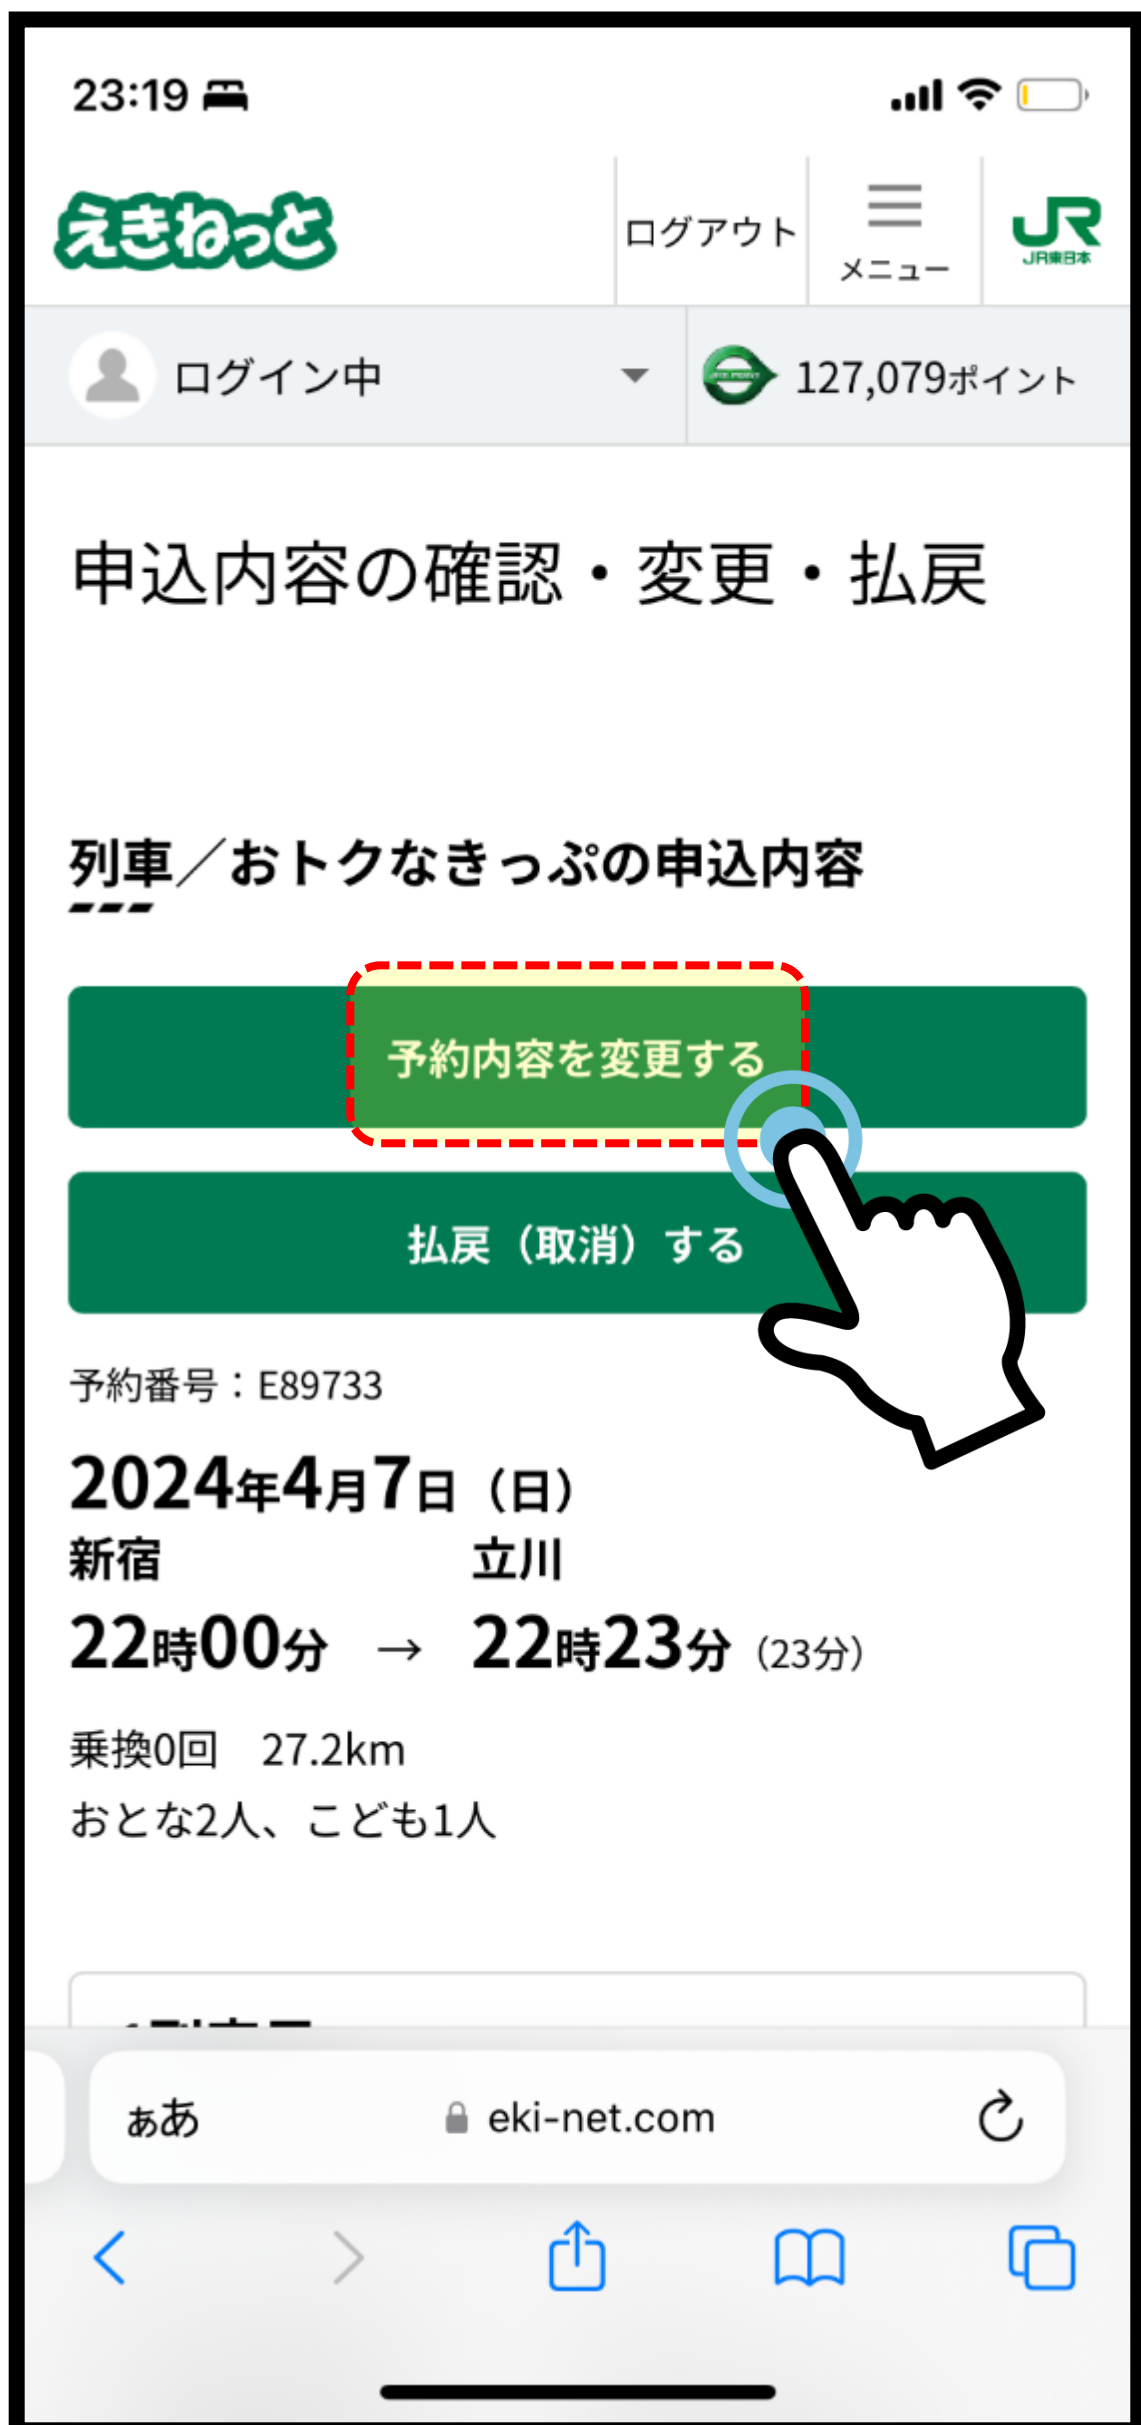 23:19
えきねっと
ログアウト
メニュー
JR
JR東日本
ログイン中
127,079ポイント
申込内容の確認・変更・払戻
列車／おトクなきっぷの申込内容
予約内容を変更する
払戻（取消）する
予約番号：E89733
2024年4月7日（日）
新宿 立川
22時00分 → 22時23分（23分）
乗換0回 27.2km
おとな2人、こども1人
ぁあ
eki-net.com